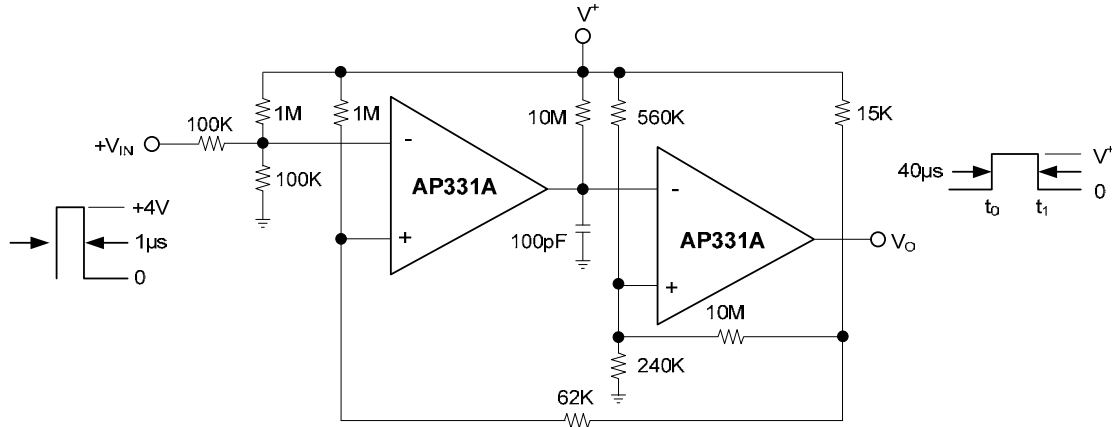 V+
1M
1M
10M
560K
15K
100K
+VIN
-
100K
AP331A
-
V+
40µs
0
t0
t1
+4V
1µs
0
+
100pF
AP331A
VO
+
10M
240K
62K